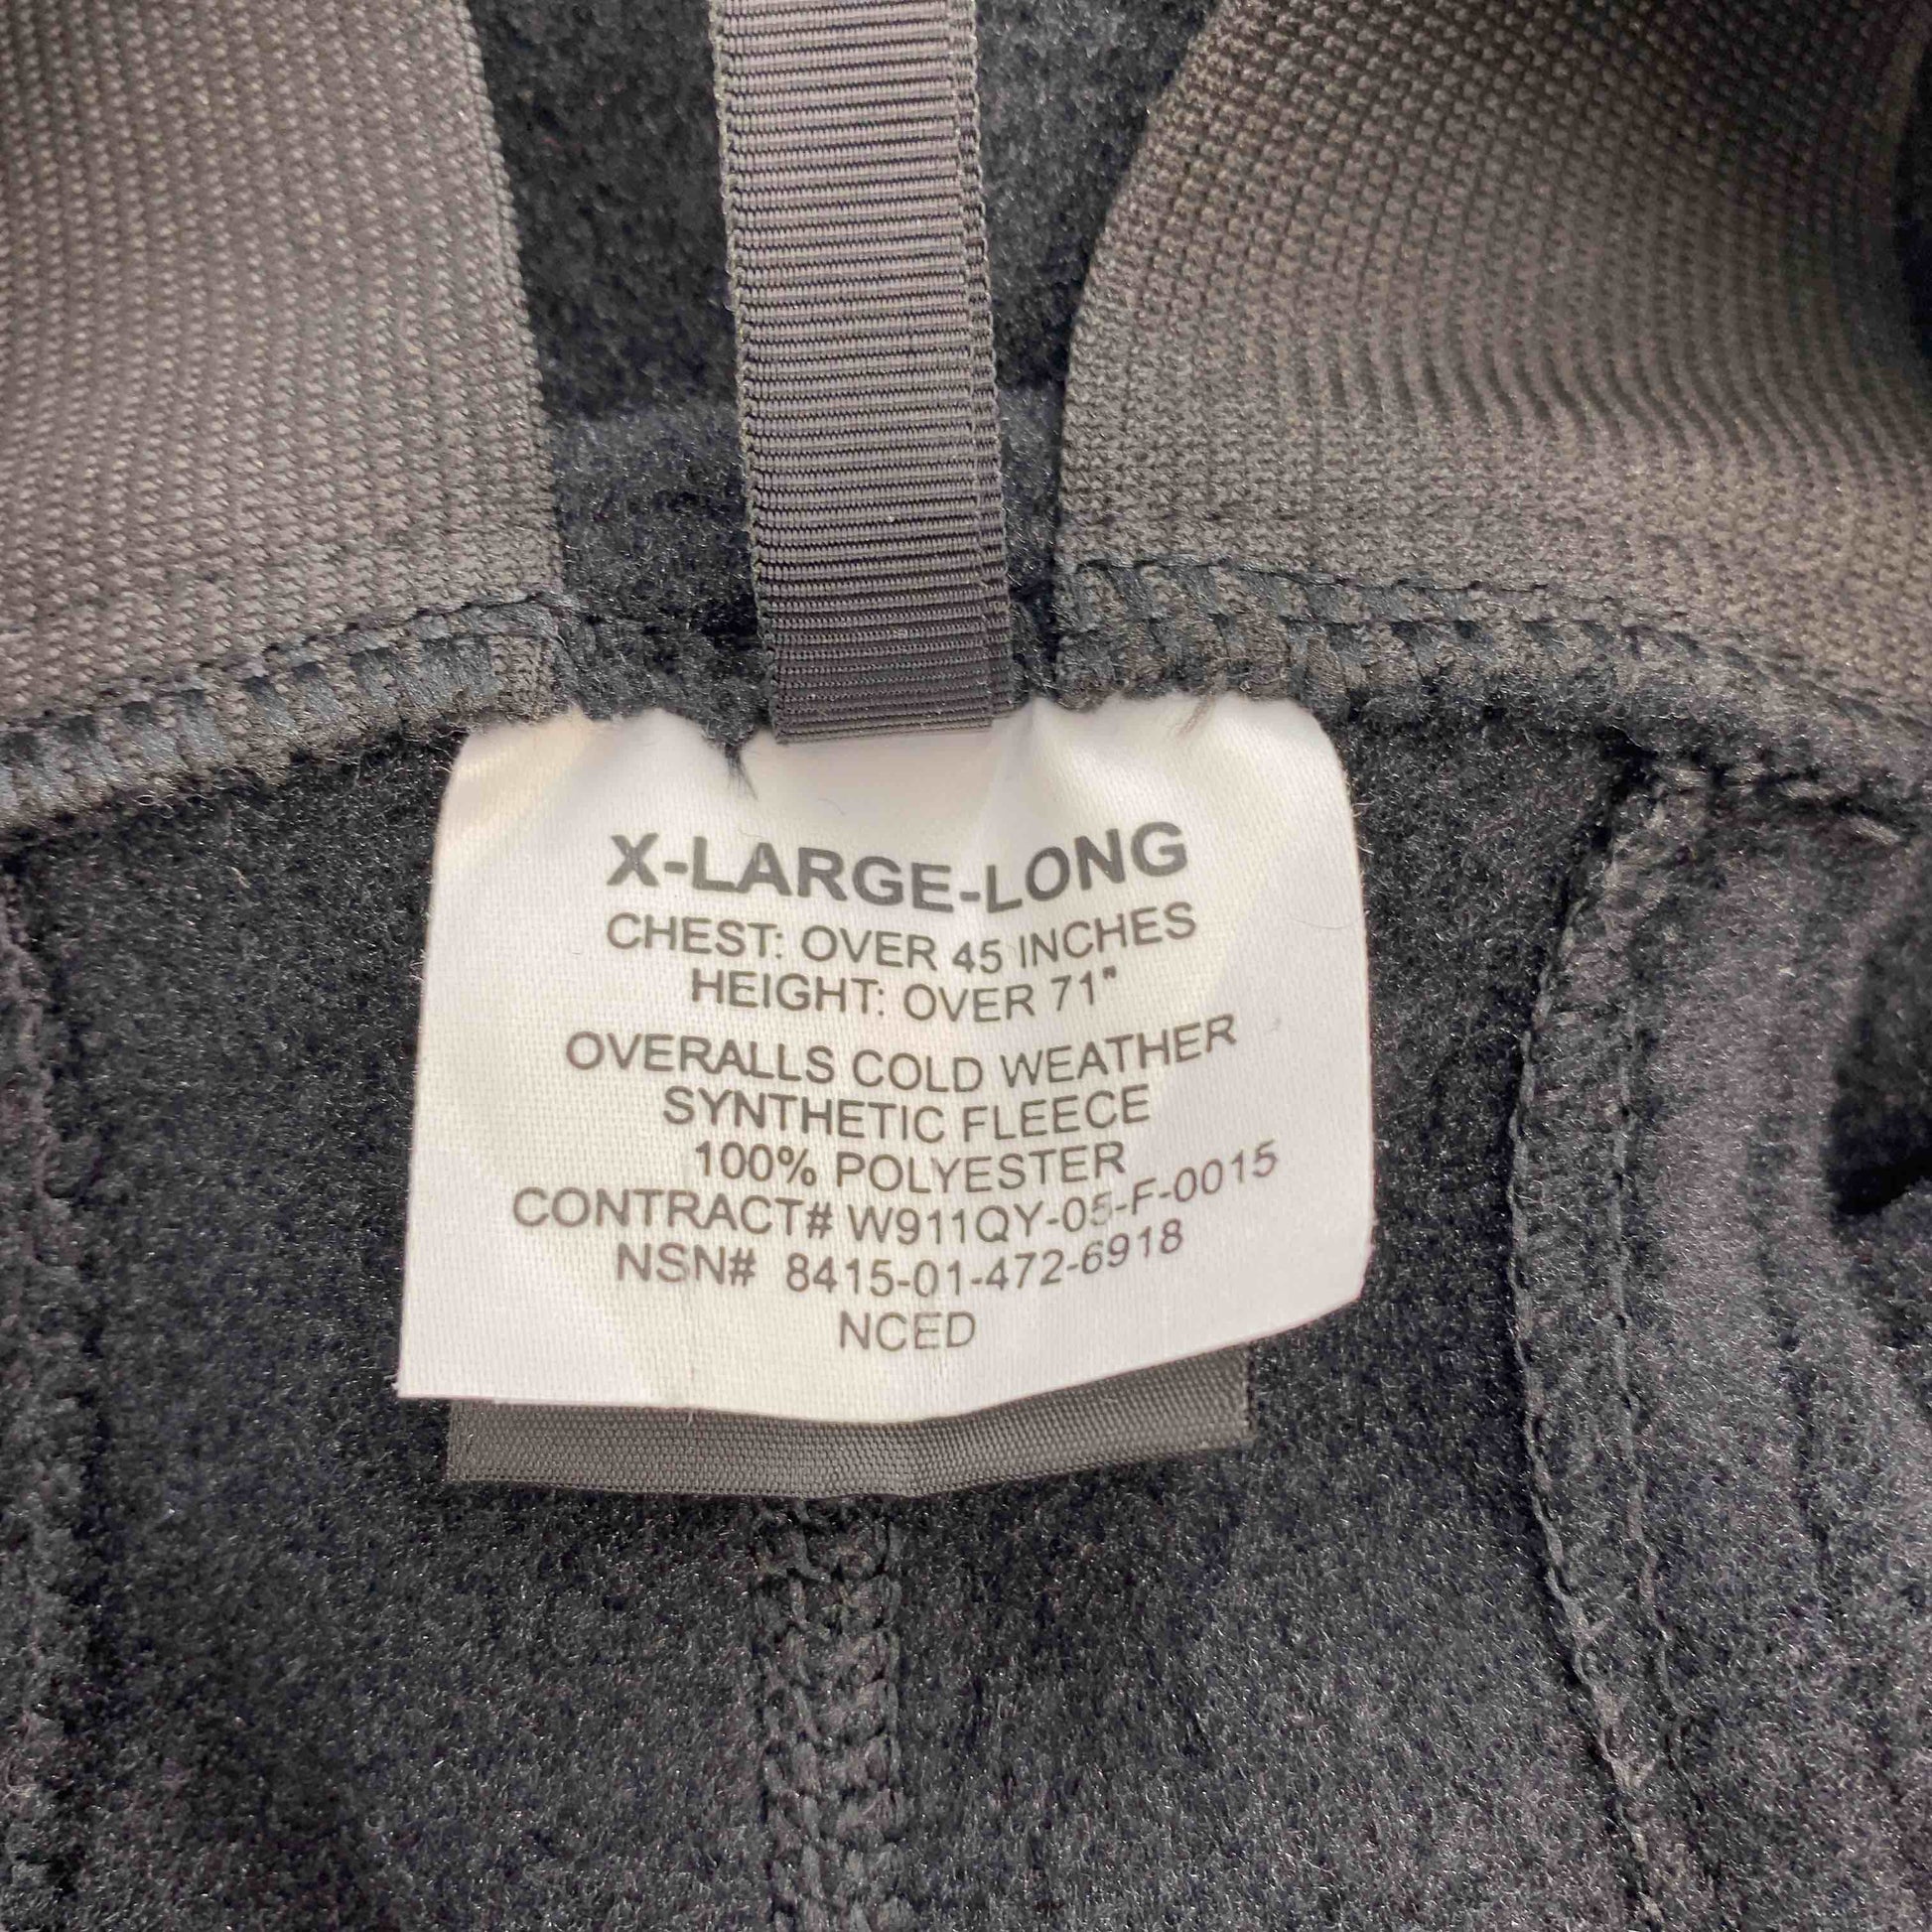 X-LARGE-LONG
CHEST: OVER 45 INCHES
HEIGHT: OVER 71"
OVERALLS COLD WEATHER
SYNTHETIC FLEECE
100% POLYESTER
CONTRACT# W911QY-05-F-0015
NSN# 8415-01-472-6918
NCED